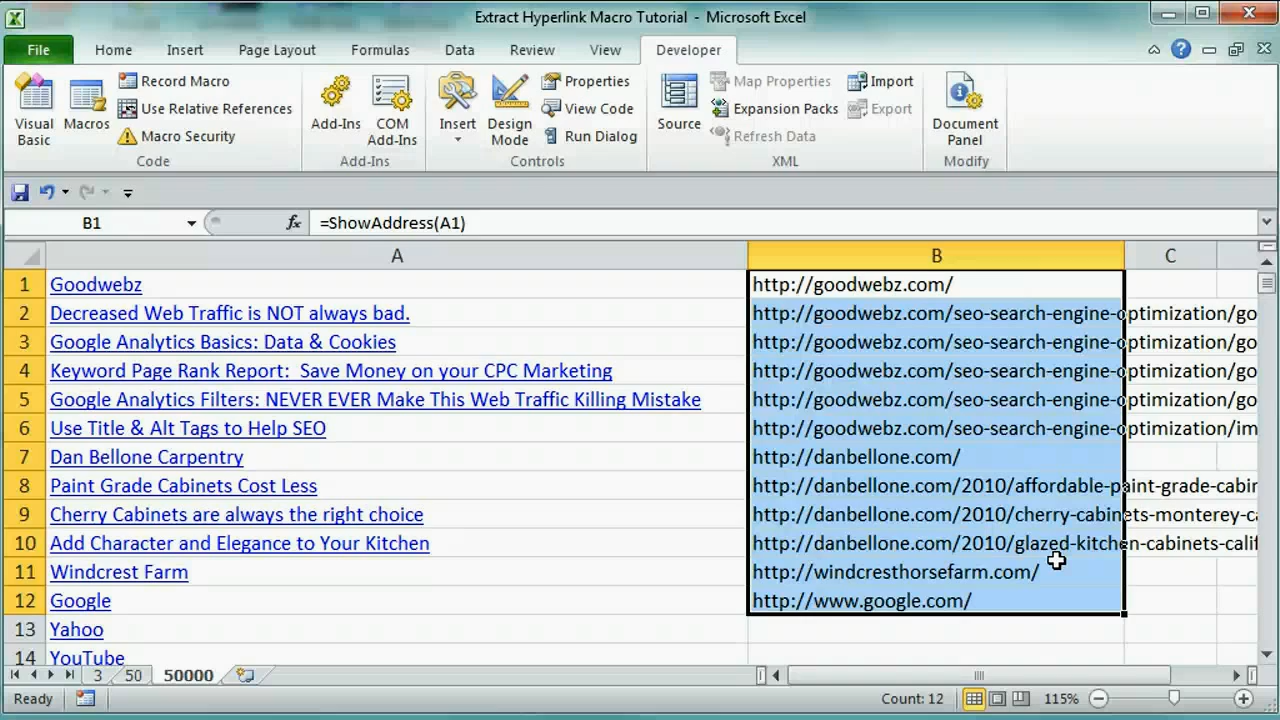 Extract Hyperlink Macro Tutorial - Microsoft Excel
File Home Insert Page Layout Formulas Data Review View Developer
Visual Basic
Macros
Record Macro
Use Relative References
Macro Security
Code
Add-Ins
COM Add-Ins
Add-Ins
Insert
Design Mode
Properties
View Code
Run Dialog
Controls
Source
Map Properties
Expansion Packs
Refresh Data
Import
Export
XML
Document Panel
Modify
B1 fx =ShowAddress(A1)
A B C
1 Goodwebz http://goodwebz.com/
2 Decreased Web Traffic is NOT always bad. http://goodwebz.com/seo-search-engine-optimization/go
3 Google Analytics Basics: Data & Cookies http://goodwebz.com/seo-search-engine-optimization/go
4 Keyword Page Rank Report:  Save Money on your CPC Marketing http://goodwebz.com/seo-search-engine-optimization/go
5 Google Analytics Filters: NEVER EVER Make This Web Traffic Killing Mistake http://goodwebz.com/seo-search-engine-optimization/go
6 Use Title & Alt Tags to Help SEO http://goodwebz.com/seo-search-engine-optimization/im
7 Dan Bellone Carpentry http://danbellone.com/
8 Paint Grade Cabinets Cost Less http://danbellone.com/2010/affordable-paint-grade-cabin
9 Cherry Cabinets are always the right choice http://danbellone.com/2010/cherry-cabinets-monterey-ca
10 Add Character and Elegance to Your Kitchen http://danbellone.com/2010/glazed-kitchen-cabinets-calif
11 Windcrest Farm http://windcresthorsefarm.com/
12 Google http://www.google.com/
13 Yahoo
14 YouTube
3 50 50000
Ready Count: 12 115%